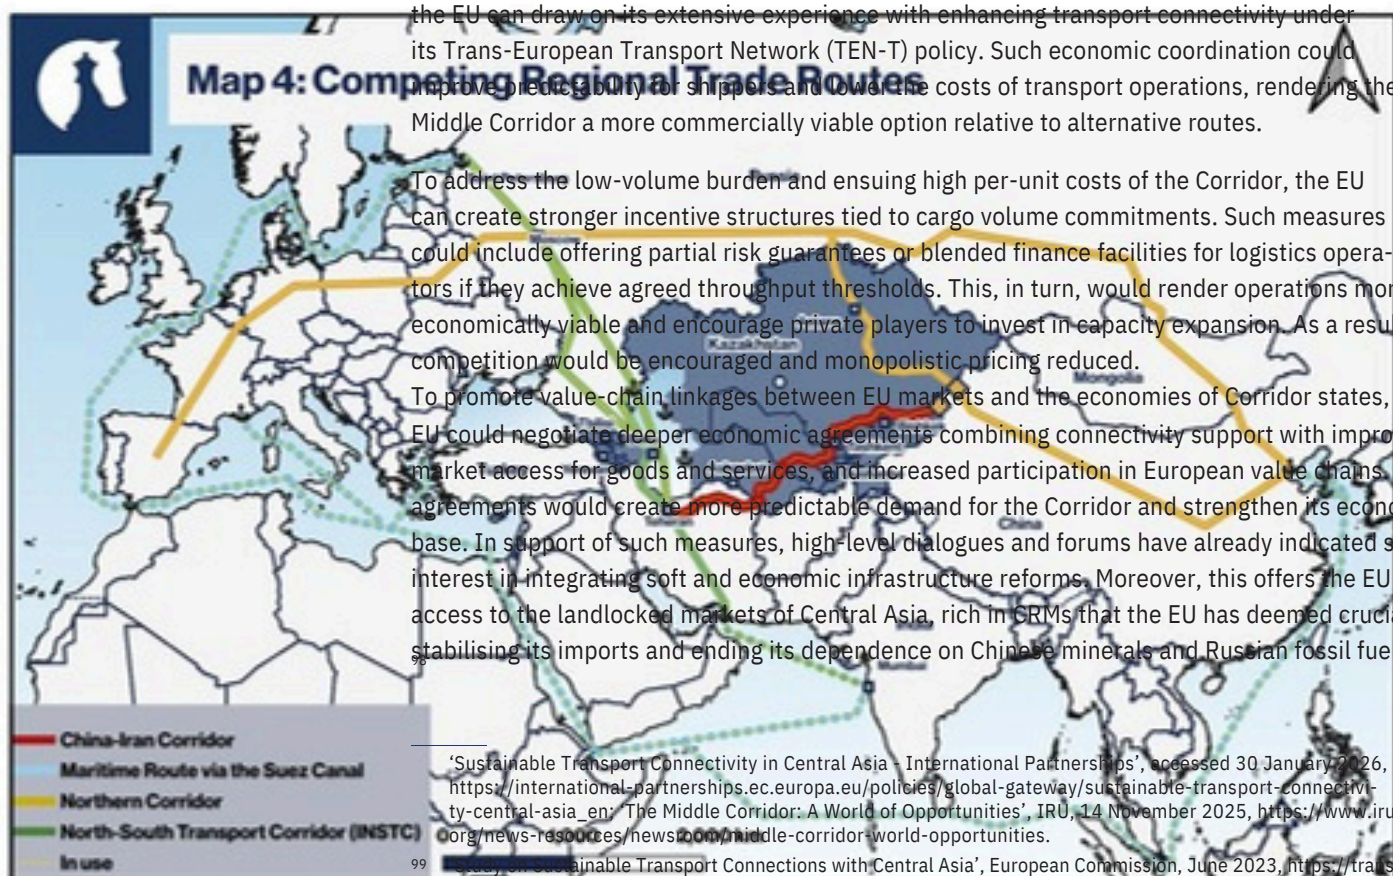 the EU can draw on its extensive experience with enhancing transport connectivity under
its Trans-European Transport Network (TEN-T) policy. Such economic coordination could
Map 4: Competing Regional Trade Routes
improve predictability for shippers and lower the costs of transport operations, rendering the
Middle Corridor a more commercially viable option relative to alternative routes.
To address the low-volume burden and ensuing high per-unit costs of the Corridor, the EU
can create stronger incentive structures tied to cargo volume commitments. Such measures
could include offering partial risk guarantees or blended finance facilities for logistics opera-
tors if they achieve agreed throughput thresholds. This, in turn, would render operations mor
economically viable and encourage private players to invest in capacity expansion. As a resu
Kazakhstan
competition would be encouraged and monopolistic pricing reduced.
Mongolia
To promote value-chain linkages between EU markets and the economies of Corridor states,
EU could negotiate deeper economic agreements combining connectivity support with impro
market access for goods and services, and increased participation in European value chains.
agreements would create more predictable demand for the Corridor and strengthen its econo
Tehran
China
base. In support of such measures, high-level dialogues and forums have already indicated s
interest in integrating soft and economic infrastructure reforms. Moreover, this offers the EU
access to the landlocked markets of Central Asia, rich in CRMs that the EU has deemed crucia
stabilising its imports and ending its dependence on Chinese minerals and Russian fossil fue
98
Mumbai
China-Iran Corridor
Maritime Route via the Suez Canal
Northern Corridor
North-South Transport Corridor (INSTC)
In use
‘Sustainable Transport Connectivity in Central Asia - International Partnerships’, accessed 30 January 2026,
https://international-partnerships.ec.europa.eu/policies/global-gateway/sustainable-transport-connectivi-
ty-central-asia_en; ‘The Middle Corridor: A World of Opportunities’, IRU, 14 November 2025, https://www.iru
org/news-resources/newsroom/middle-corridor-world-opportunities.
99 ‘Study on Sustainable Transport Connections with Central Asia’, European Commission, June 2023, https://trans